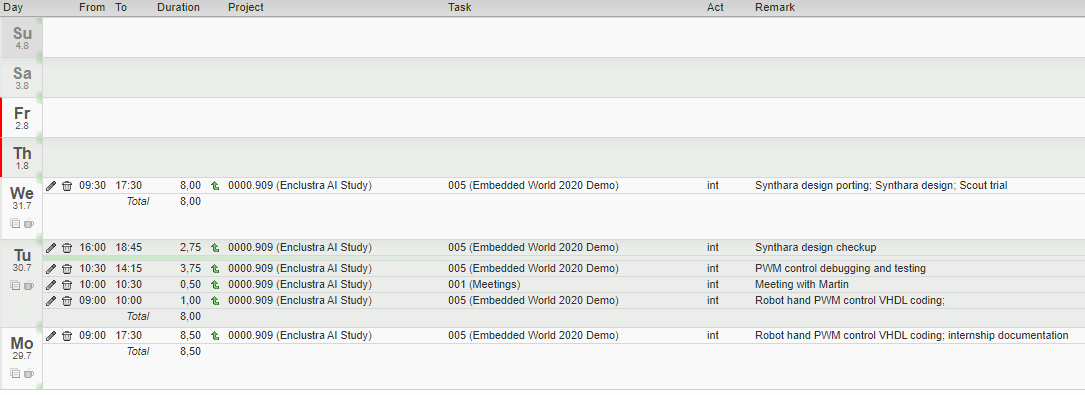 Day From To Duration Project Task Act Remark
Su
4.8
Sa
3.8
Fr
2.8
Th
1.8
We
31.7
09:30 17:30 8,00 0000.909 (Enclustra AI Study) 005 (Embedded World 2020 Demo) int Synthara design porting; Synthara design; Scout trial
Total 8,00
Tu
30.7
16:00 18:45 2,75 0000.909 (Enclustra AI Study) 005 (Embedded World 2020 Demo) int Synthara design checkup
10:30 14:15 3,75 0000.909 (Enclustra AI Study) 005 (Embedded World 2020 Demo) int PWM control debugging and testing
10:00 10:30 0,50 0000.909 (Enclustra AI Study) 001 (Meetings) int Meeting with Martin
09:00 10:00 1,00 0000.909 (Enclustra AI Study) 005 (Embedded World 2020 Demo) int Robot hand PWM control VHDL coding;
Total 8,00
Mo
29.7
09:00 17:30 8,50 0000.909 (Enclustra AI Study) 005 (Embedded World 2020 Demo) int Robot hand PWM control VHDL coding; internship documentation
Total 8,50